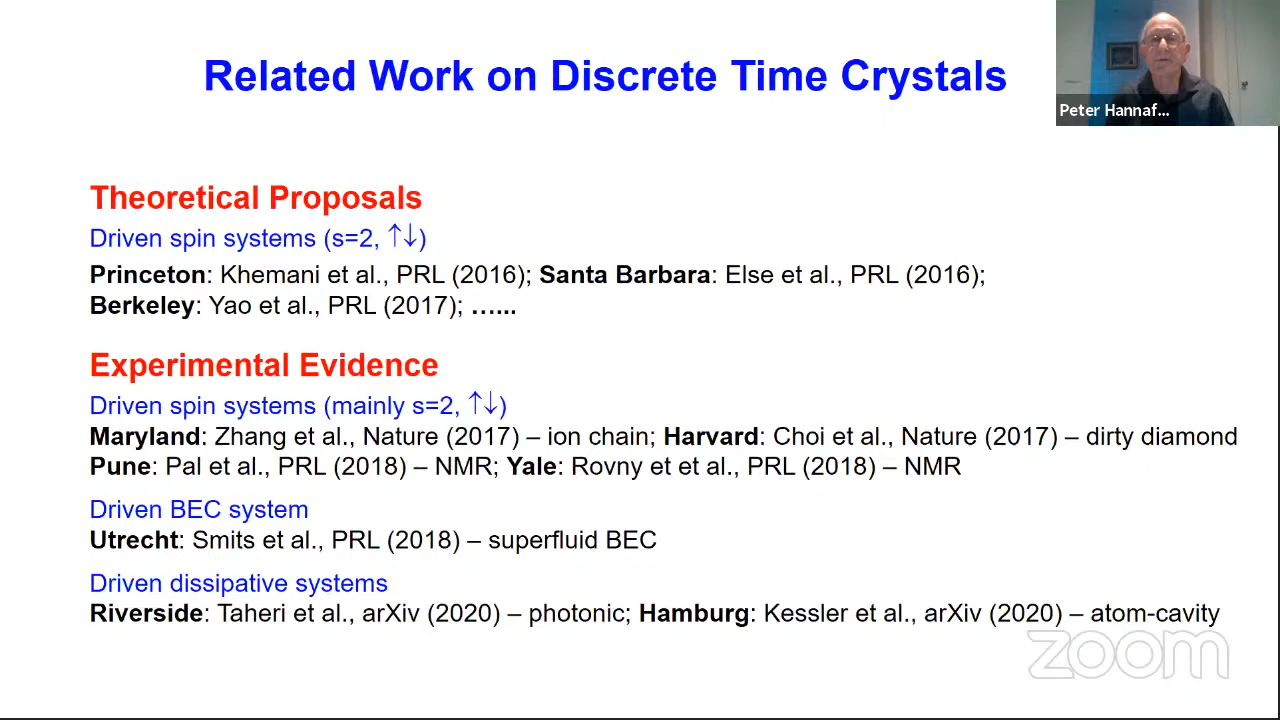 Related Work on Discrete Time Crystals
Peter Hannaf...
Theoretical Proposals
Driven spin systems (s=2, ↑↓)
Princeton: Khemani et al., PRL (2016); Santa Barbara: Else et al., PRL (2016);
Berkeley: Yao et al., PRL (2017); …...
Experimental Evidence
Driven spin systems (mainly s=2, ↑↓)
Maryland: Zhang et al., Nature (2017) – ion chain; Harvard: Choi et al., Nature (2017) – dirty diamond
Pune: Pal et al., PRL (2018) – NMR; Yale: Rovny et et al., PRL (2018) – NMR
Driven BEC system
Utrecht: Smits et al., PRL (2018) – superfluid BEC
Driven dissipative systems
Riverside: Taheri et al., arXiv (2020) – photonic; Hamburg: Kessler et al., arXiv (2020) – atom-cavity
zoom